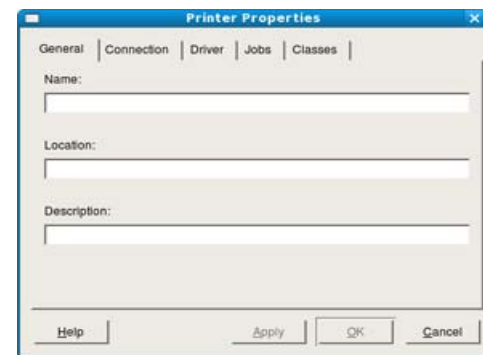 Printer Properties
General Connection Driver Jobs Classes
Name:
Location:
Description:
Help Apply OK Cancel